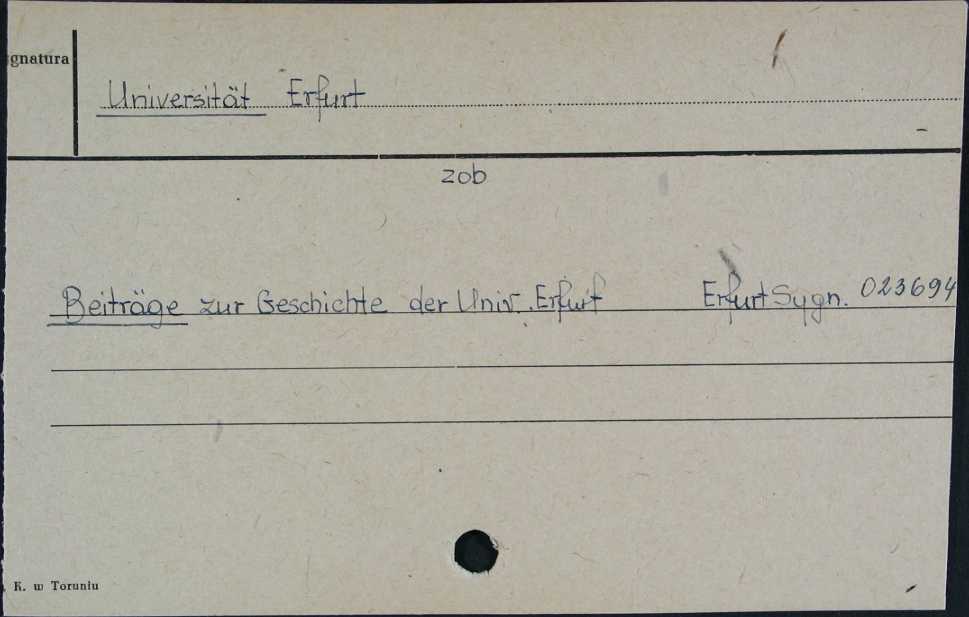 gnatura
Universität Erfurt
zob
Beiträge zur Geschichte der Univ. Erfurt Erfurt Sygn. 023694
K. w Toruniu